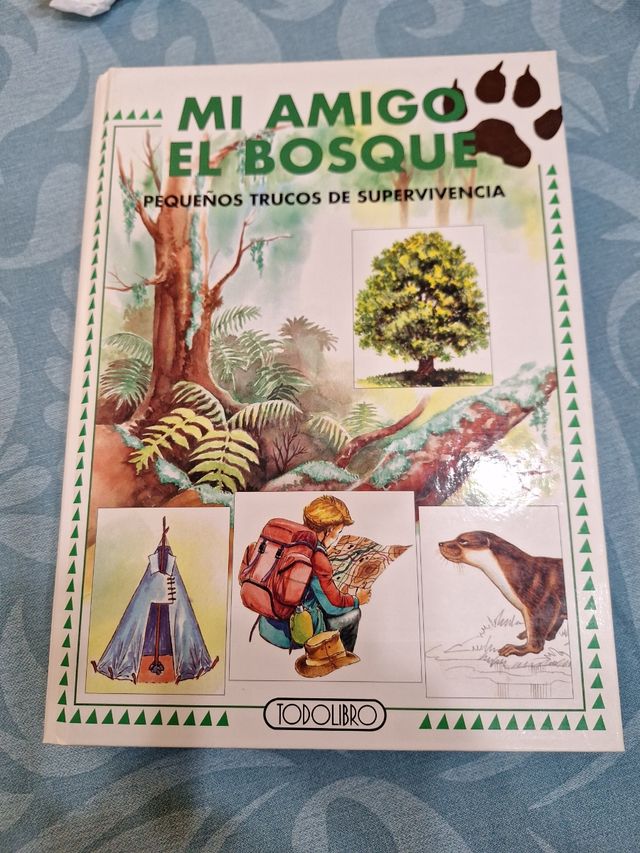 MI AMIGO
EL BOSQUE
PEQUEÑOS TRUCOS DE SUPERVIVENCIA
TODOLIBRO